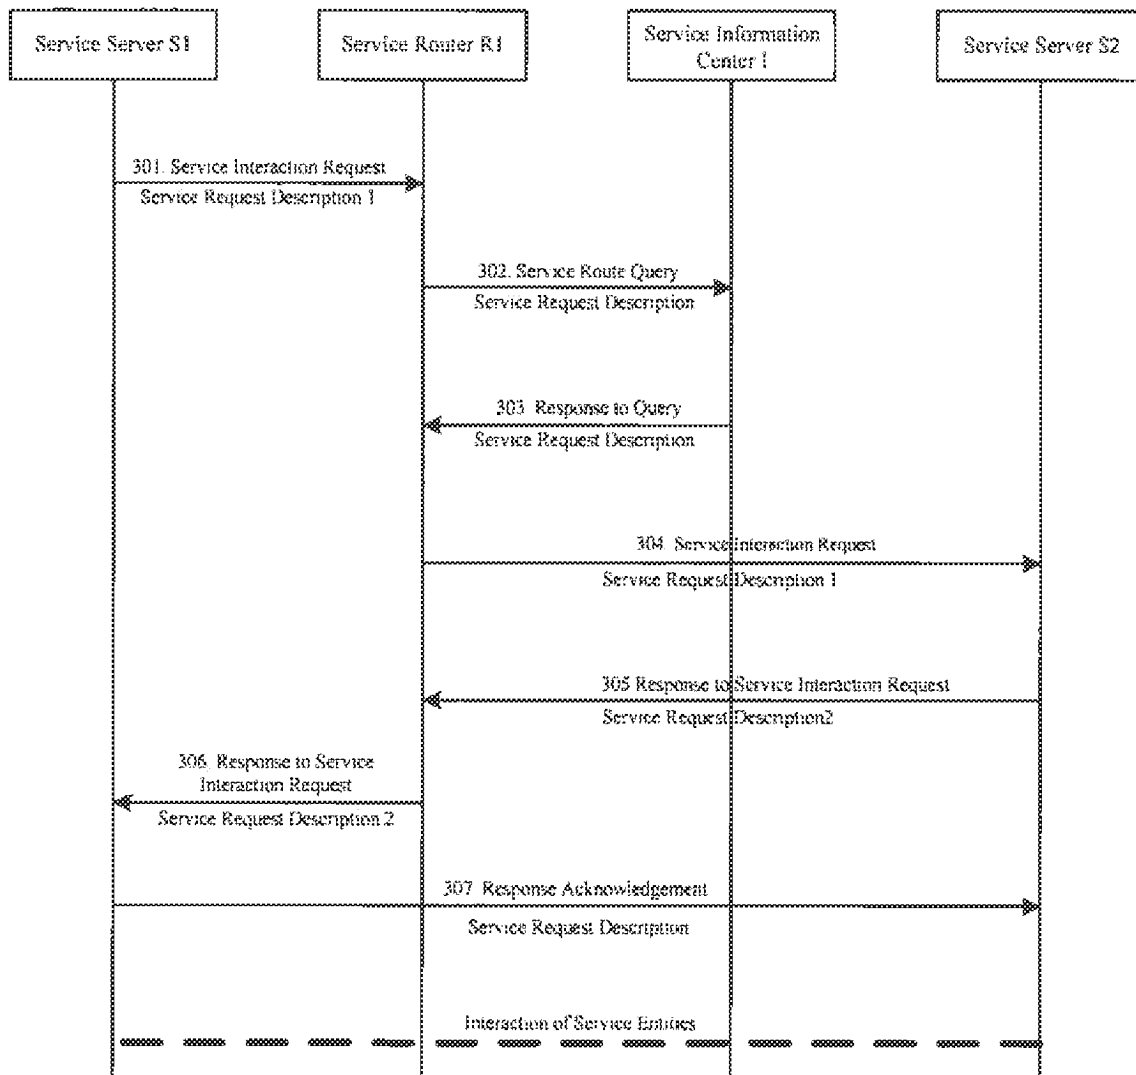 Service Server S1
Service Router R1
Service Information
Center 1
Service Server S2
301. Service Interaction Request
Service Request Description 1
302. Service Route Query
Service Request Description
303. Response to Query
Service Request Description
304. Service Interaction Request
Service Request Description 1
305 Response to Service Interaction Request
Service Request Description2
306. Response to Service
Interaction Request
Service Request Description 2
307. Response Acknowledgement
Service Request Description
Interaction of Service Entities